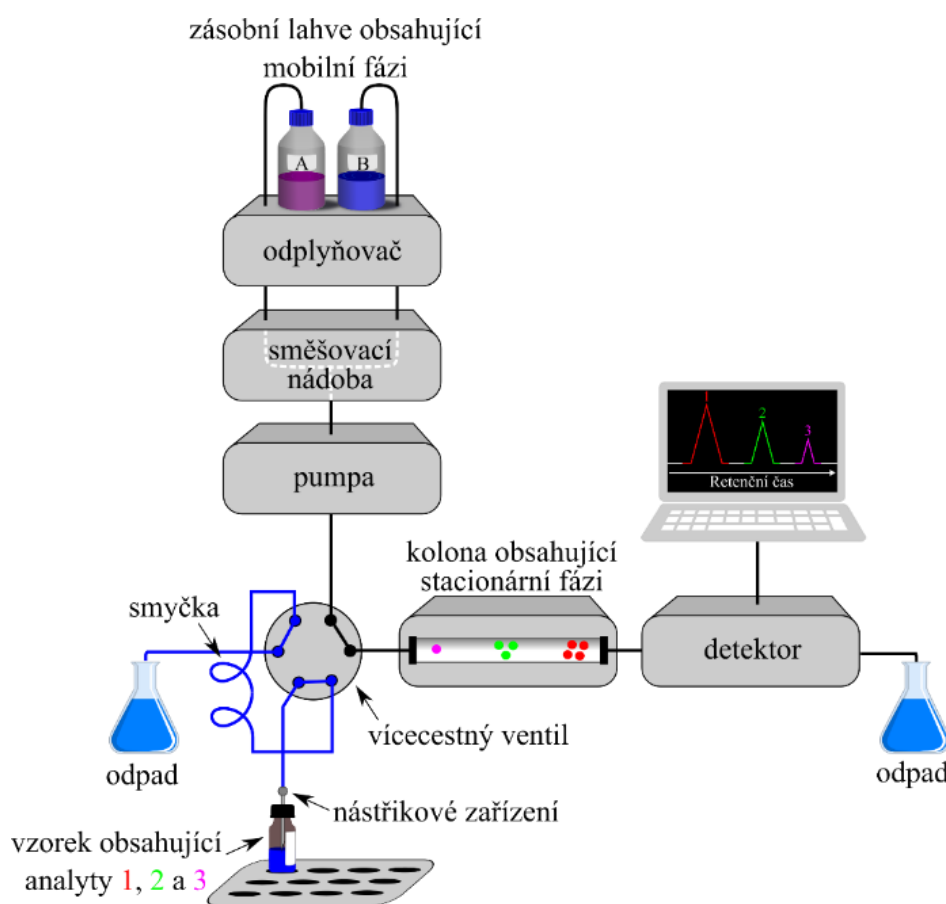 zásobní lahve obsahující
mobilní fázi
A
B
odplyňovač
směšovací
nádoba
pumpa
1
2
3
Retenční čas
kolona obsahující
stacionární fázi
smyčka
detektor
vícecestný ventil
odpad
odpad
nástřikové zařízení
vzorek obsahující
analyty 1, 2 a 3